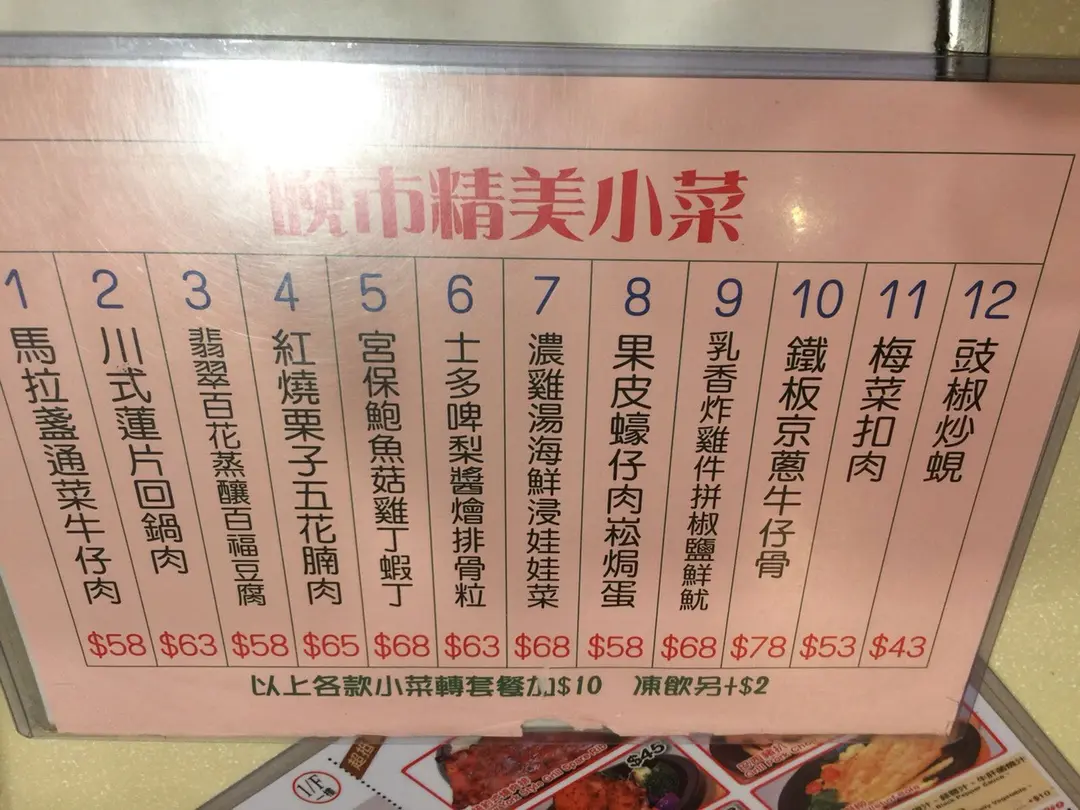 晚市精美小菜
1 馬拉盞通菜牛仔肉 $58
2 川式蓮片回鍋肉 $63
3 翡翠百花蒸釀百福豆腐 $58
4 紅燒栗子五花腩肉 $65
5 宮保鮑魚菇雞丁蝦丁 $68
6 士多啤梨醬燴排骨粒 $63
7 濃雞湯海鮮浸娃娃菜 $68
8 果皮蠔仔肉崧焗蛋 $58
9 乳香炸雞件拼椒鹽鮮魷 $68
10 鐵板京蔥牛仔骨 $78
11 梅菜扣肉 $53
12 豉椒炒蜆 $43
以上各款小菜轉套餐加$10 凍飲另+$2
1/F
$45